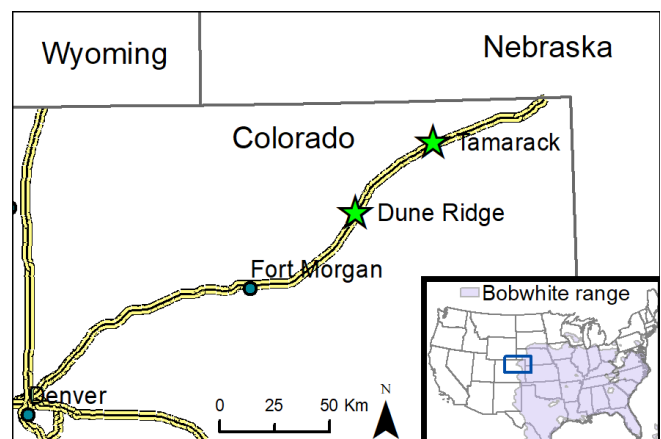 Wyoming
Nebraska
Colorado
Tamarack
Dune Ridge
Fort Morgan
Bobwhite range
Denver
N
0 25 50 Km